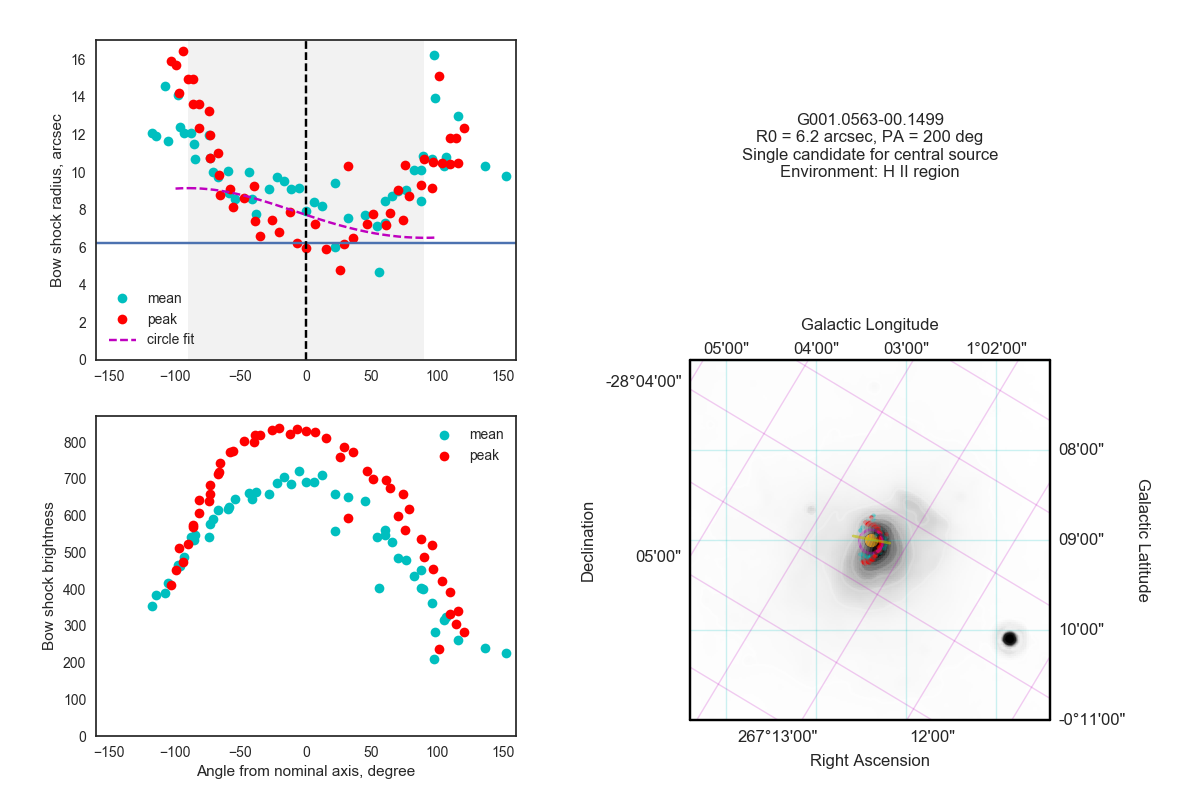 G001.0563-00.1499
R0 = 6.2 arcsec, PA = 200 deg
Single candidate for central source
Environment: H II region
Bow shock radius, arcsec
16
14
12
10
8
6
4
2
0
mean
peak
circle fit
−150 −100 −50 0 50 100 150
Bow shock brightness
800
700
600
500
400
300
200
100
0
mean
peak
−150 −100 −50 0 50 100 150
Angle from nominal axis, degree
Galactic Longitude
05'00" 04'00" 03'00" 1°02'00"
-28°04'00"
05'00"
Declination
08'00"
09'00"
10'00"
-0°11'00"
Galactic Latitude
267°13'00" 12'00"
Right Ascension